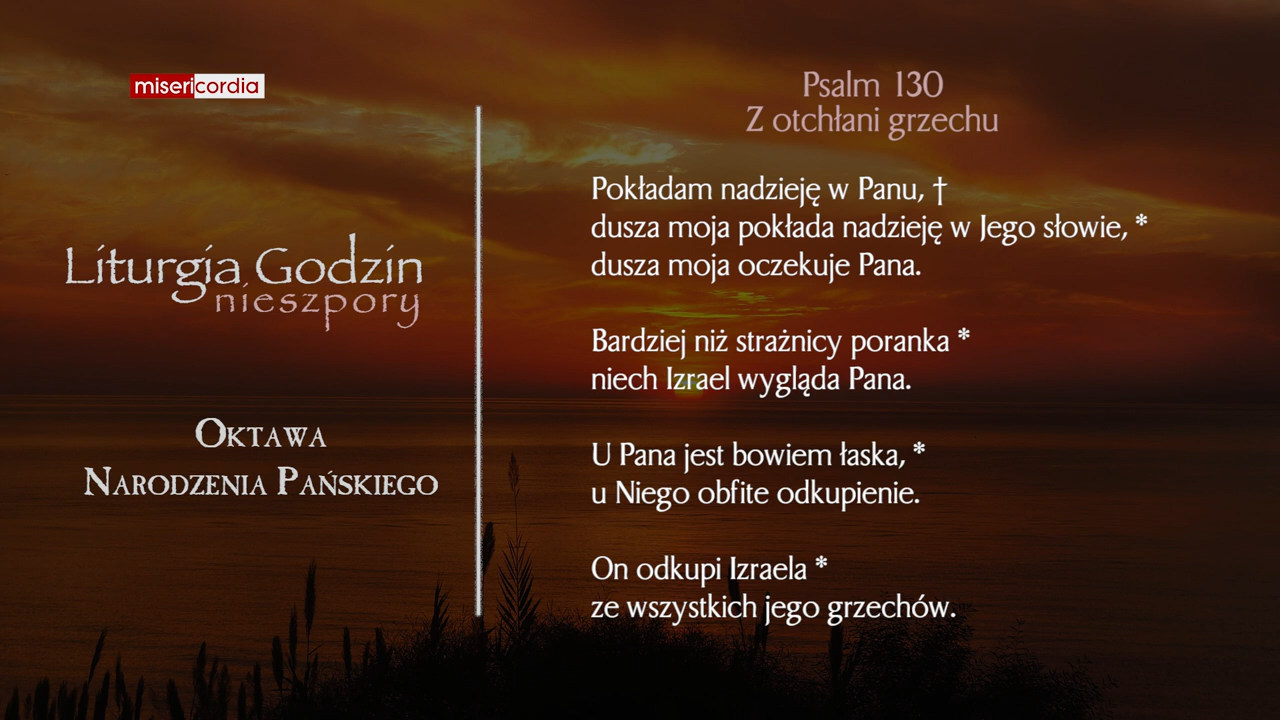 misericordia
Liturgia Godzin
nieszpory
Oktawa
Narodzenia Pańskiego
Psalm 130
Z otchłani grzechu
Pokładam nadzieję w Panu, †
dusza moja pokłada nadzieję w Jego słowie, *
dusza moja oczekuje Pana.
Bardziej niż strażnicy poranka *
niech Izrael wygląda Pana.
U Pana jest bowiem łaska, *
u Niego obfite odkupienie.
On odkupi Izraela *
ze wszystkich jego grzechów.